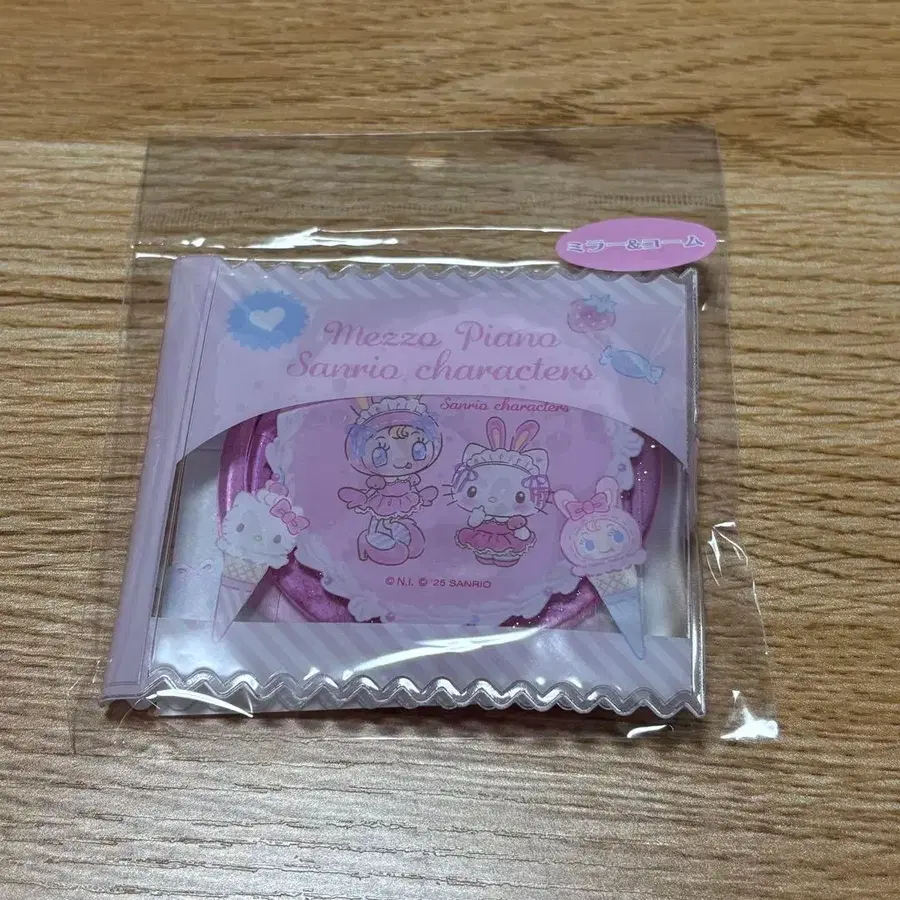 ミラー&コーム
Mezzo Piano
Sanrio characters
Sanrio characters
© N.I. © '25 SANRIO